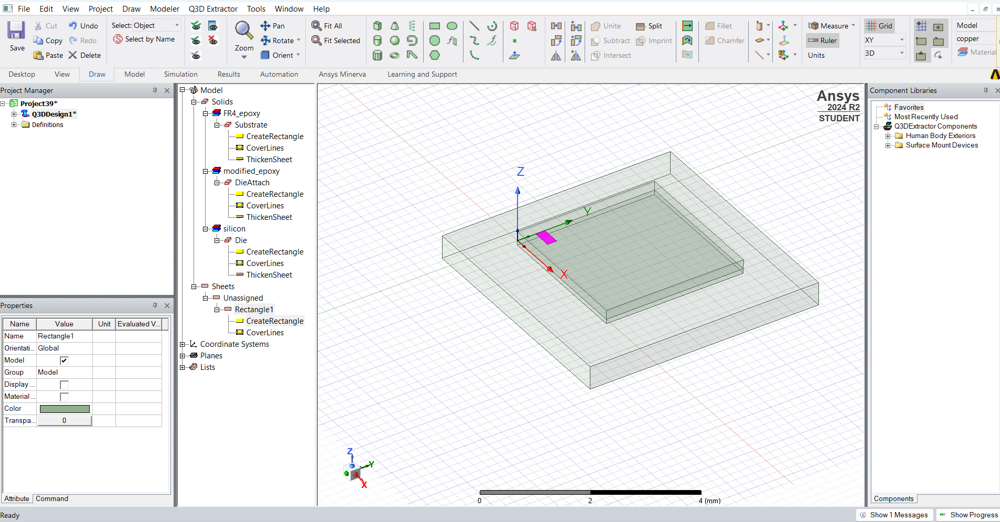 File Edit View Project Draw Modeler Q3D Extractor Tools Window Help
Save
Cut
Copy
Paste
Undo
Redo
Delete
Select: Object
Select by Name
Zoom
Pan
Rotate
Orient
Fit All
Fit Selected
Unite
Subtract
Intersect
Split
Imprint
Fillet
Chamfer
Measure
Ruler
Units
Grid
XY
3D
Model
copper
Material
Desktop View Draw Model Simulation Results Automation Ansys Minerva Learning and Support
Project Manager
Project39*
Q3DDesign1*
Definitions
Properties
Name Value Unit Evaluated V...
Name Rectangle1
Orientati... Global
Model
Group Model
Display ...
Material ...
Color
Transpa... 0
Attribute Command
Model
Solids
FR4_epoxy
Substrate
CreateRectangle
CoverLines
ThickenSheet
modified_epoxy
DieAttach
CreateRectangle
CoverLines
ThickenSheet
silicon
Die
CreateRectangle
CoverLines
ThickenSheet
Sheets
Unassigned
Rectangle1
CreateRectangle
CoverLines
Coordinate Systems
Planes
Lists
Ansys
2024 R2
STUDENT
Z
Y
X
Z
Y
X
0 2 4 (mm)
Component Libraries
Favorites
Most Recently Used
Q3DExtractor Components
Human Body Exteriors
Surface Mount Devices
Components
Ready
Show 1 Messages
Show Progress